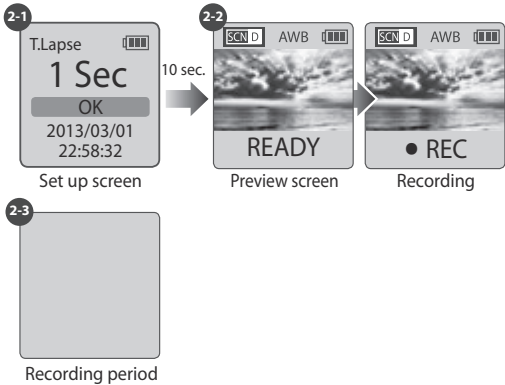 2-1
T.Lapse
1 Sec
OK
2013/03/01
22:58:32
Set up screen
10 sec.
2-2
SCN D AWB
READY
Preview screen
SCN D AWB
● REC
Recording
2-3
Recording period